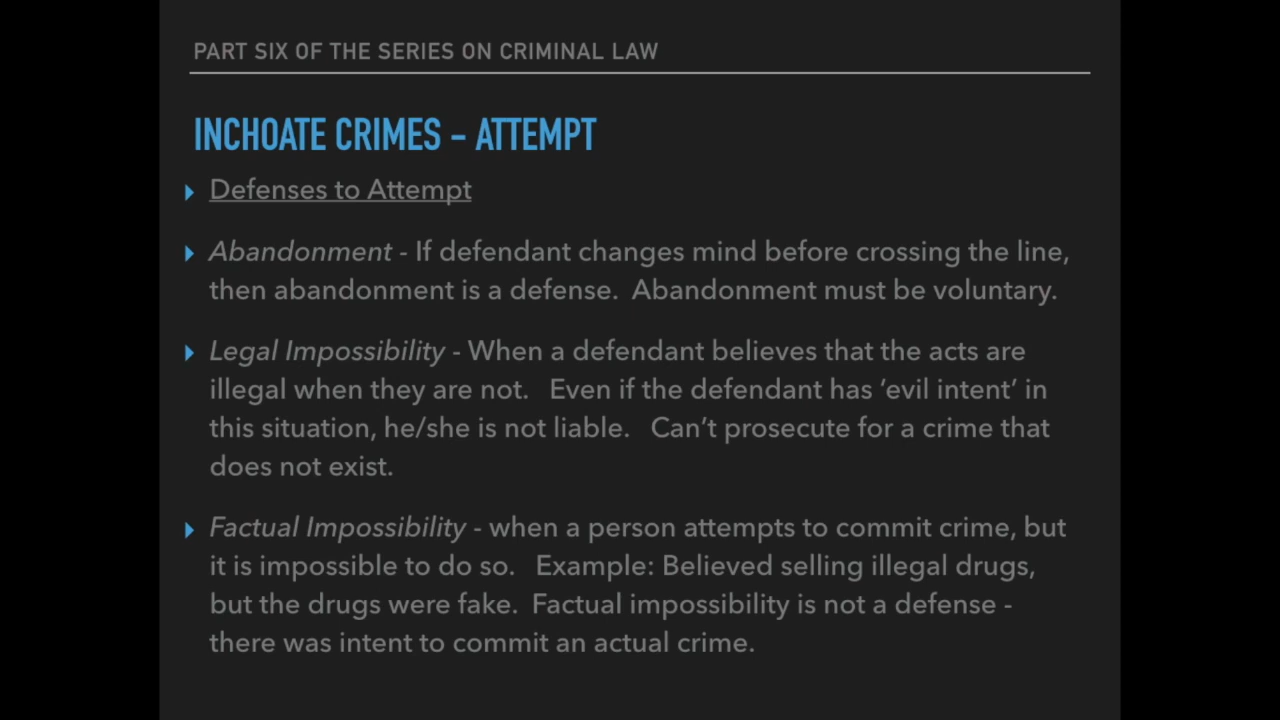 PART SIX OF THE SERIES ON CRIMINAL LAW
INCHOATE CRIMES – ATTEMPT
Defenses to Attempt
Abandonment - If defendant changes mind before crossing the line,
then abandonment is a defense.  Abandonment must be voluntary.
Legal Impossibility - When a defendant believes that the acts are
illegal when they are not.   Even if the defendant has ‘evil intent’ in
this situation, he/she is not liable.   Can’t prosecute for a crime that
does not exist.
Factual Impossibility - when a person attempts to commit crime, but
it is impossible to do so.   Example: Believed selling illegal drugs,
but the drugs were fake.  Factual impossibility is not a defense -
there was intent to commit an actual crime.